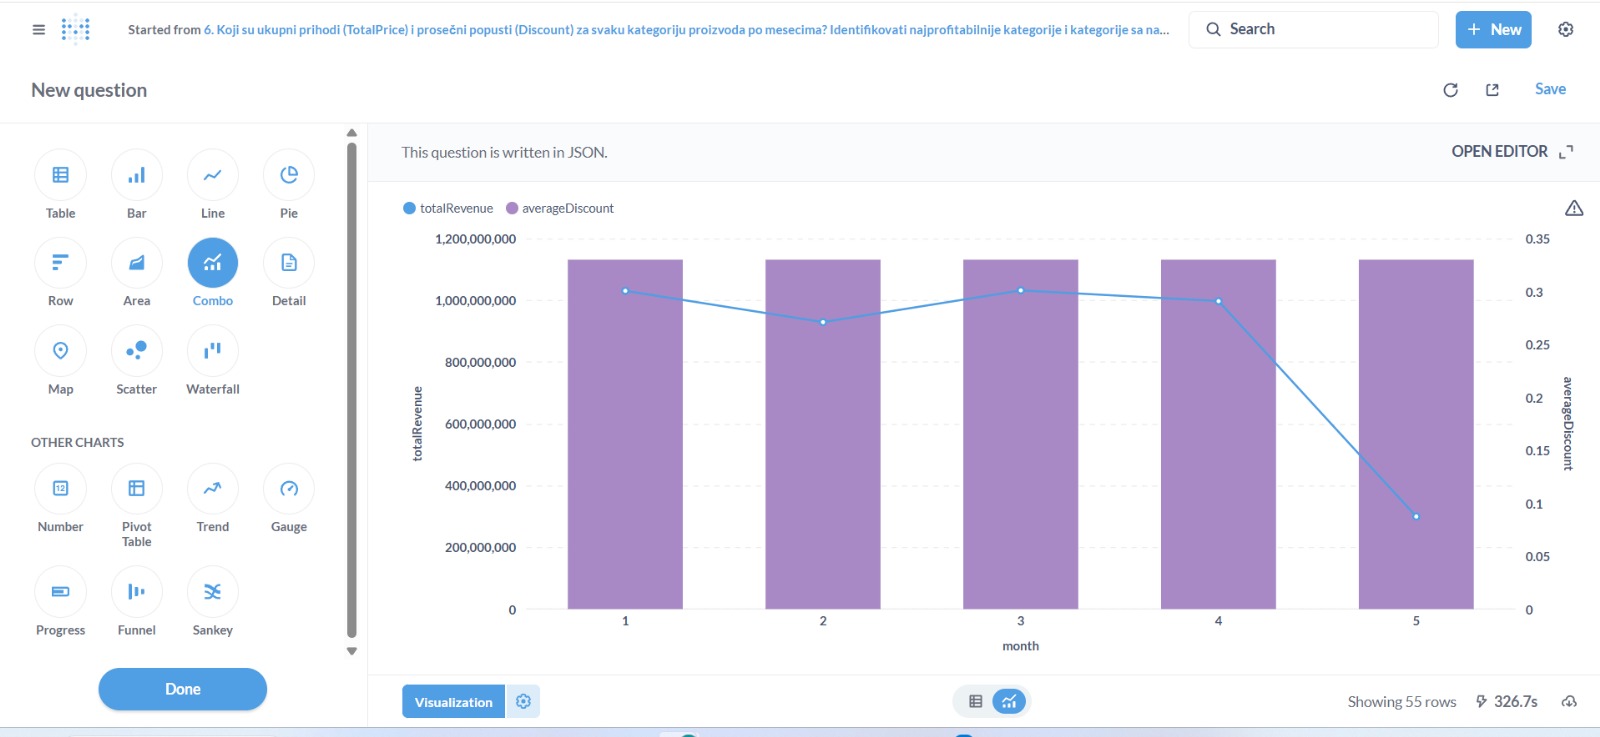 Started from 6. Koji su ukupni prihodi (TotalPrice) i prosečni popusti (Discount) za svaku kategoriju proizvoda po mesecima? Identifikovati najprofitabilnije kategorije i kategorije sa na...
Search
+ New
New question
Save
Table
Bar
Line
Pie
Row
Area
Combo
Detail
Map
Scatter
Waterfall
OTHER CHARTS
12
Number
Pivot
Table
Trend
Gauge
Progress
Funnel
Sankey
Done
This question is written in JSON.
OPEN EDITOR
totalRevenue
averageDiscount
1,200,000,000
1,000,000,000
800,000,000
600,000,000
400,000,000
200,000,000
0
totalRevenue
0.35
0.3
0.25
0.2
0.15
0.1
0.05
0
averageDiscount
1
2
3
4
5
month
Visualization
Showing 55 rows
326.7s